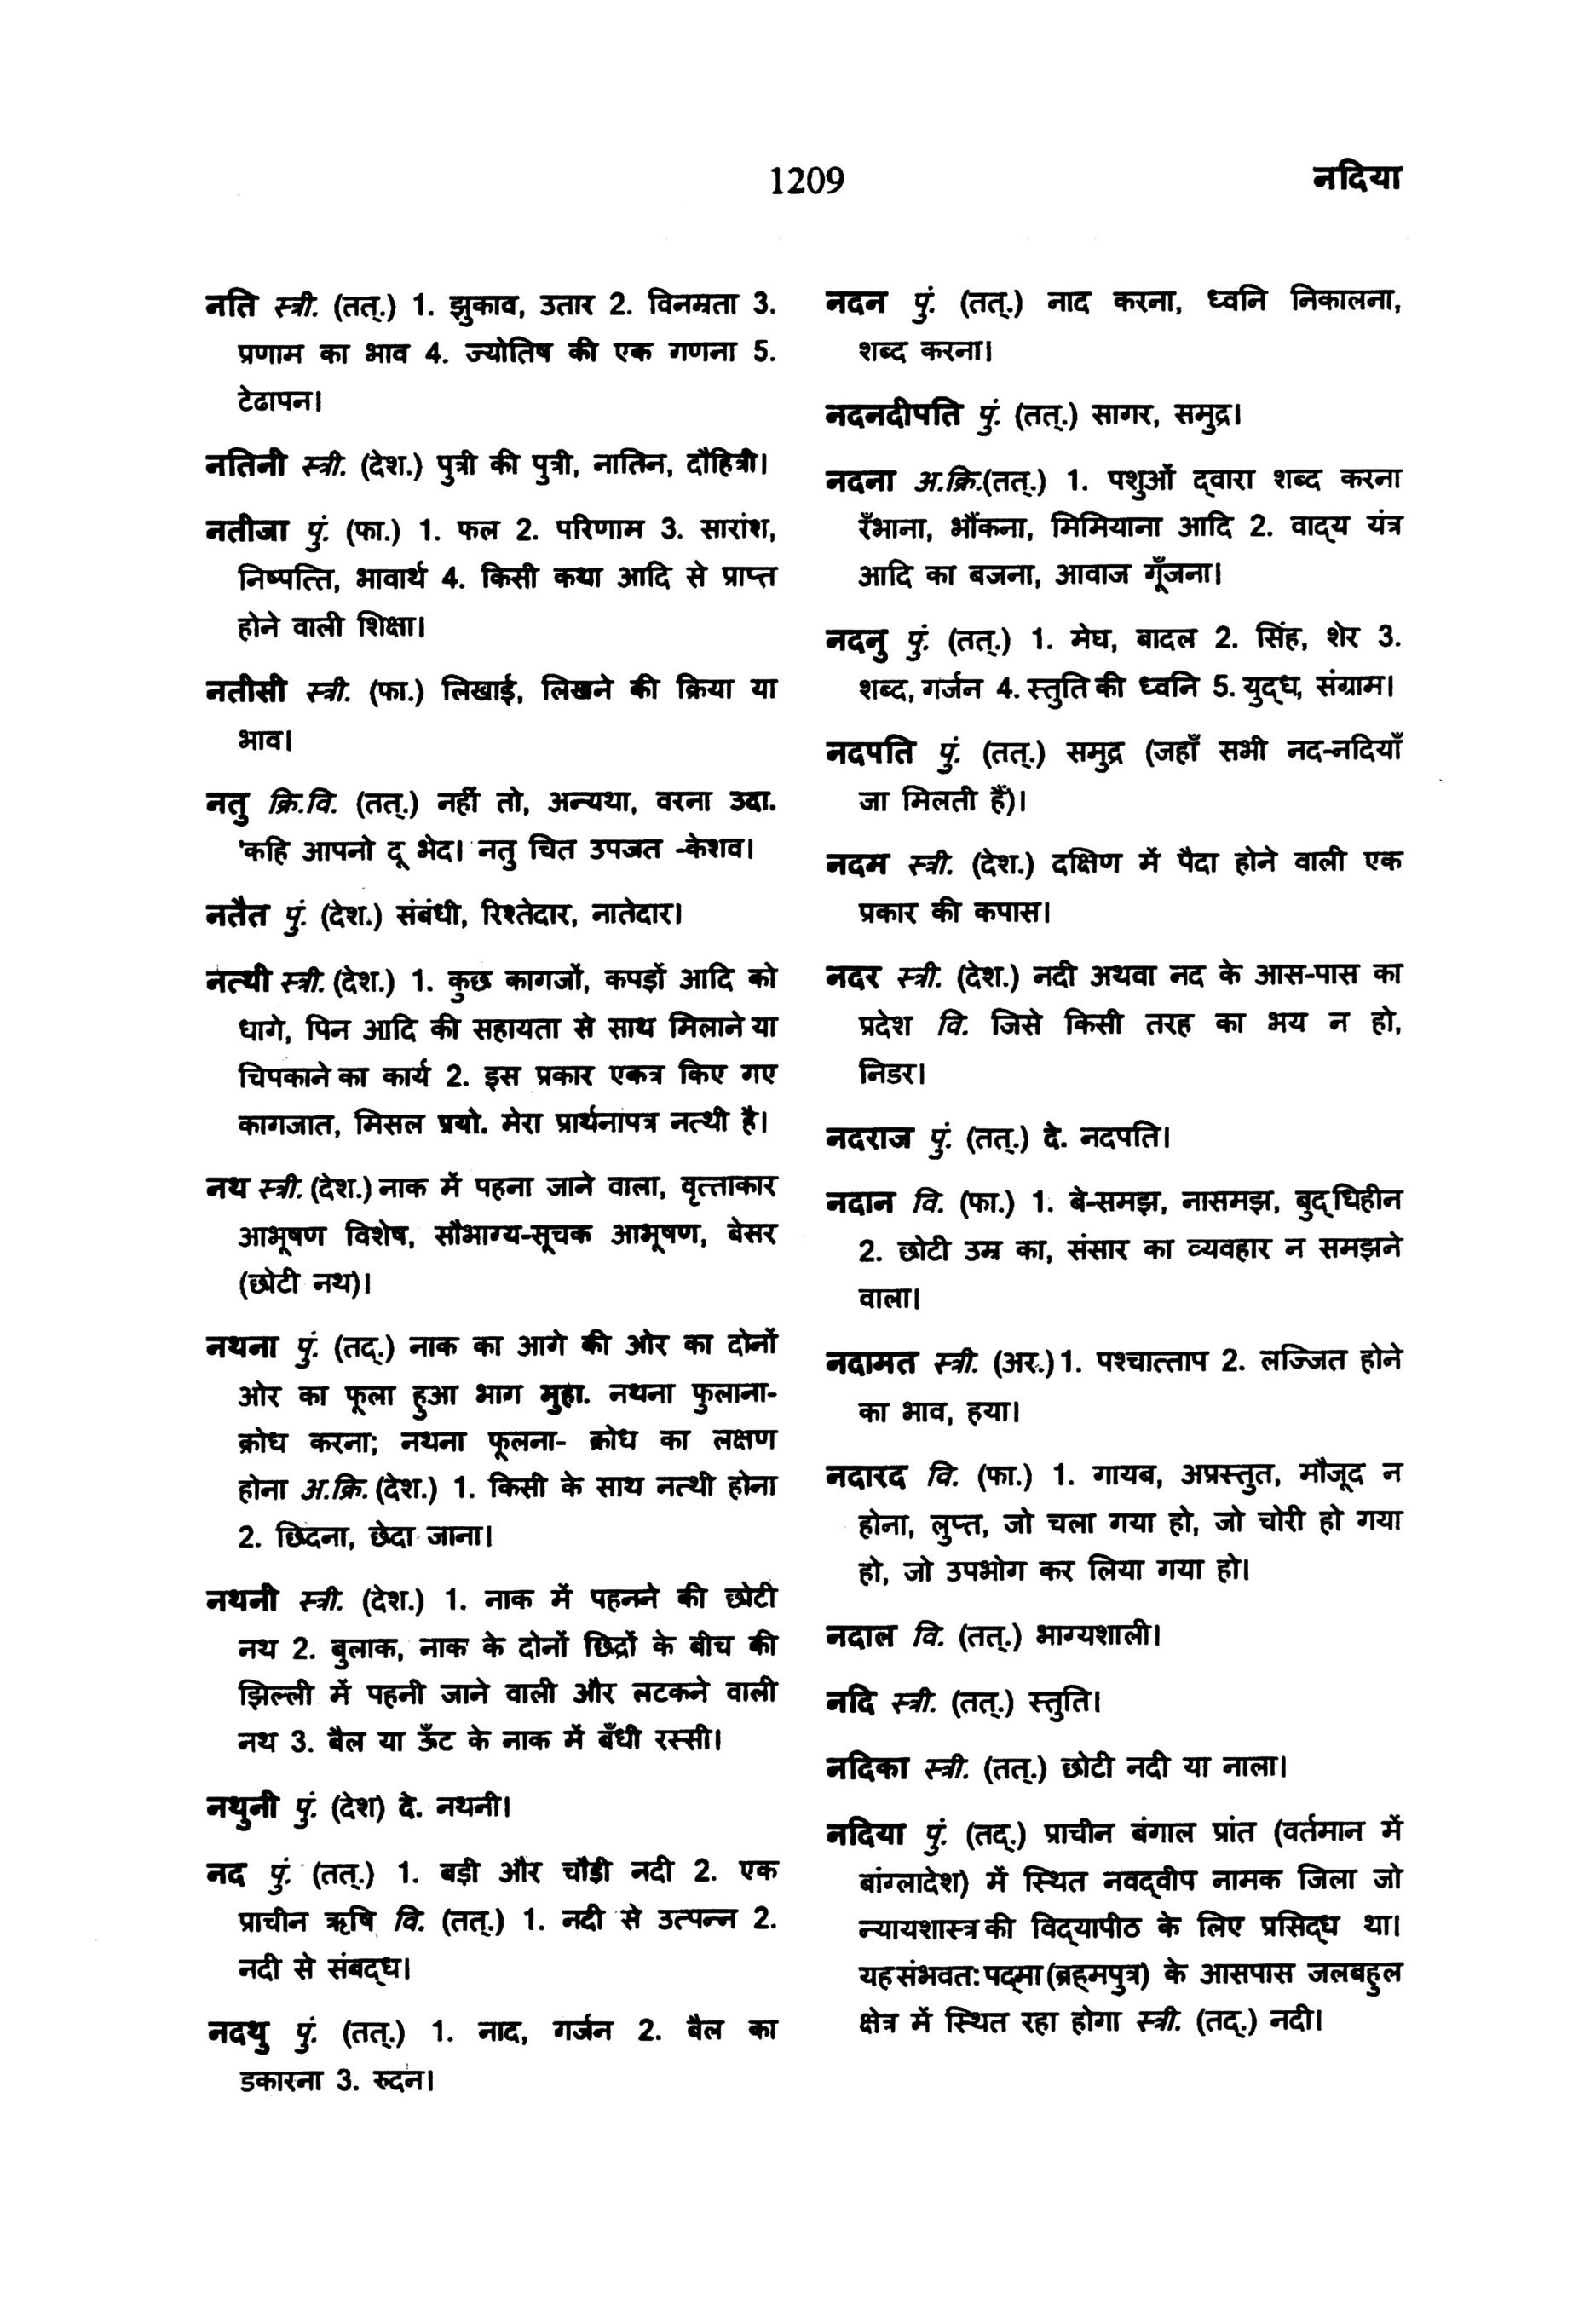 1209
नदिया
नति स्त्री. (तत्.) 1. झुकाव, उतार 2. विनम्रता 3.
प्रणाम का भाव 4. ज्योतिष की एक गणना 5.
टेढापन।
नतिनी स्त्री. (देश.) पुत्री की पुत्री, नातिन, दौहित्री।
नतीजा पुं. (फा.) 1. फल 2. परिणाम 3. सारांश,
निष्पत्ति, भावार्थ 4. किसी कथा आदि से प्राप्त
होने वाली शिक्षा।
नतीसी स्त्री. (फा.) लिखाई, लिखने की क्रिया या
भाव।
नतु क्रि.वि. (तत्.) नहीं तो, अन्यथा, वरना उदा.
'कहि आपनो दू भेद। नतु चित उपजत -केशव।
नतैत पुं. (देश.) संबंधी, रिश्तेदार, नातेदार।
नत्थी स्त्री. (देश.) 1. कुछ कागजों, कपड़ों आदि को
धागे, पिन आदि की सहायता से साथ मिलाने या
चिपकाने का कार्य 2. इस प्रकार एकत्र किए गए
कागजात, मिसल प्रयो. मेरा प्रार्थनापत्र नत्थी है।
नथ स्त्री. (देश.) नाक में पहना जाने वाला, वृत्ताकार
आभूषण विशेष, सौभाग्य-सूचक आभूषण, बेसर
(छोटी नथ)।
नथना पुं. (तद्.) नाक का आगे की ओर का दोनों
ओर का फूला हुआ भाग मुहा. नथना फुलाना-
क्रोध करना; नथना फूलना- क्रोध का लक्षण
होना अ.क्रि. (देश.) 1. किसी के साथ नत्थी होना
2. छिदना, छेदा जाना।
नथनी स्त्री. (देश.) 1. नाक में पहनने की छोटी
नथ 2. बुलाक, नाक के दोनों छिद्रों के बीच की
झिल्ली में पहनी जाने वाली और लटकने वाली
नथ 3. बैल या ऊँट के नाक में बँधी रस्सी।
नथुनी पुं. (देश) दे. नथनी।
नद पुं. (तत्.) 1. बड़ी और चौड़ी नदी 2. एक
प्राचीन ऋषि वि. (तत्.) 1. नदी से उत्पन्न 2.
नदी से संबद्ध।
नदथु पुं. (तत्.) 1. नाद, गर्जन 2. बैल का
डकारना 3. रुदन।
नदन पुं. (तत्.) नाद करना, ध्वनि निकालना,
शब्द करना।
नदनदीपति पुं. (तत्.) सागर, समुद्र।
नदना अ.क्रि.(तत्.) 1. पशुओं द्वारा शब्द करना
रँभाना, भौंकना, मिमियाना आदि 2. वाद्य यंत्र
आदि का बजना, आवाज गूँजना।
नदनु पुं. (तत्.) 1. मेघ, बादल 2. सिंह, शेर 3.
शब्द, गर्जन 4. स्तुति की ध्वनि 5. युद्ध, संग्राम।
नदपति पुं. (तत्.) समुद्र (जहाँ सभी नद-नदियाँ
जा मिलती हैं)।
नदम स्त्री. (देश.) दक्षिण में पैदा होने वाली एक
प्रकार की कपास।
नदर स्त्री. (देश.) नदी अथवा नद के आस-पास का
प्रदेश वि. जिसे किसी तरह का भय न हो,
निडर।
नदराज पुं. (तत्.) दे. नदपति।
नदान वि. (फा.) 1. बे-समझ, नासमझ, बुद्धिहीन
2. छोटी उम्र का, संसार का व्यवहार न समझने
वाला।
नदामत स्त्री. (अर.) 1. पश्चात्ताप 2. लज्जित होने
का भाव, हया।
नदारद वि. (फा.) 1. गायब, अप्रस्तुत, मौजूद न
होना, लुप्त, जो चला गया हो, जो चोरी हो गया
हो, जो उपभोग कर लिया गया हो।
नदाल वि. (तत्.) भाग्यशाली।
नदि स्त्री. (तत्.) स्तुति।
नदिका स्त्री. (तत्.) छोटी नदी या नाला।
नदिया पुं. (तद्.) प्राचीन बंगाल प्रांत (वर्तमान में
बांग्लादेश) में स्थित नवद्वीप नामक जिला जो
न्यायशास्त्र की विद्यापीठ के लिए प्रसिद्ध था।
यह संभवत: पद्मा (ब्रह्मपुत्र) के आसपास जलबहुल
क्षेत्र में स्थित रहा होगा स्त्री. (तद्.) नदी।